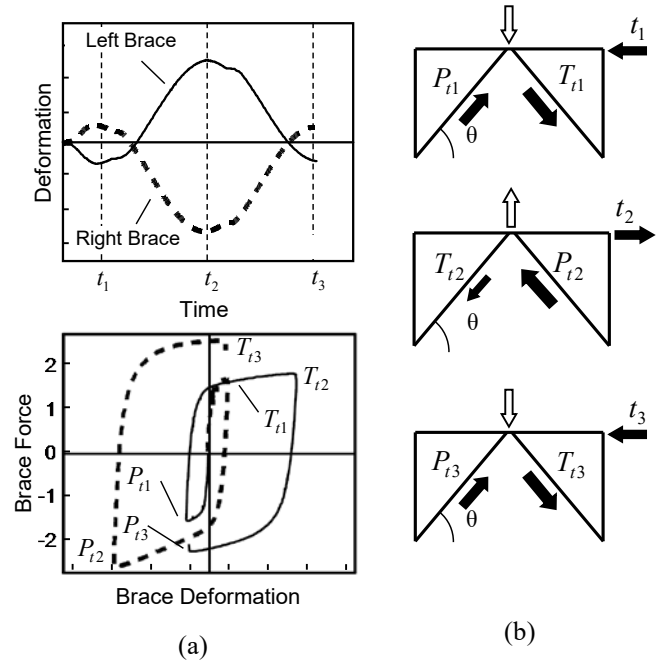 Left Brace
Deformation
Right Brace
t1 t2 t3
Time
2
1
0
-1
-2
Brace Force
Tt3
Tt2
Tt1
Pt1
Pt3
Pt2
Brace Deformation
(a)
t1
Pt1 Tt1
θ
t2
Tt2 Pt2
θ
t3
Pt3 Tt3
θ
(b)